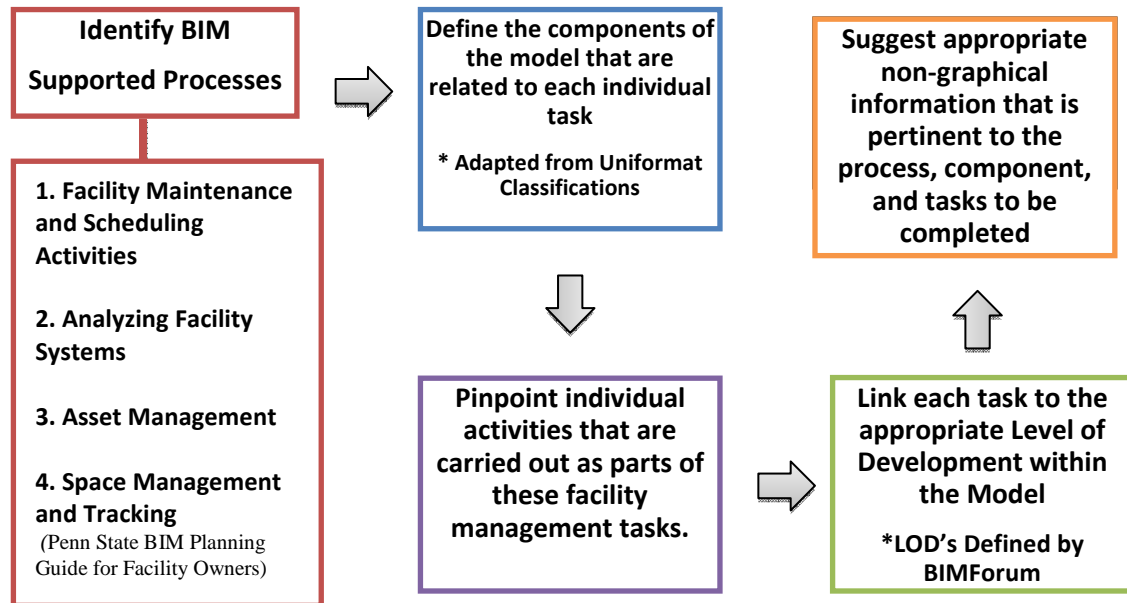 Identify BIM
Supported Processes
1. Facility Maintenance
and Scheduling
Activities
2. Analyzing Facility
Systems
3. Asset Management
4. Space Management
and Tracking
(Penn State BIM Planning
Guide for Facility Owners)
Define the components of
the model that are
related to each individual
task
* Adapted from Uniformat
Classifications
Pinpoint individual
activities that are
carried out as parts of
these facility
management tasks.
Link each task to the
appropriate Level of
Development within
the Model
*LOD's Defined by
BIMForum
Suggest appropriate
non-graphical
information that is
pertinent to the
process, component,
and tasks to be
completed